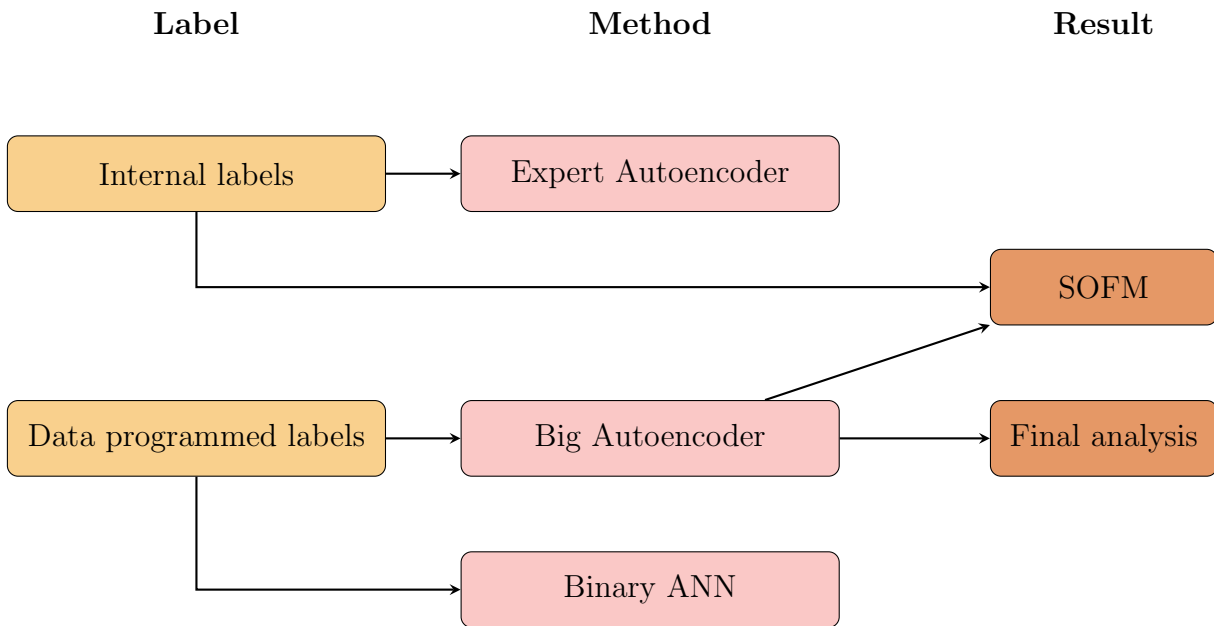 Label
Method
Result
Internal labels
Expert Autoencoder
SOFM
Data programmed labels
Big Autoencoder
Final analysis
Binary ANN